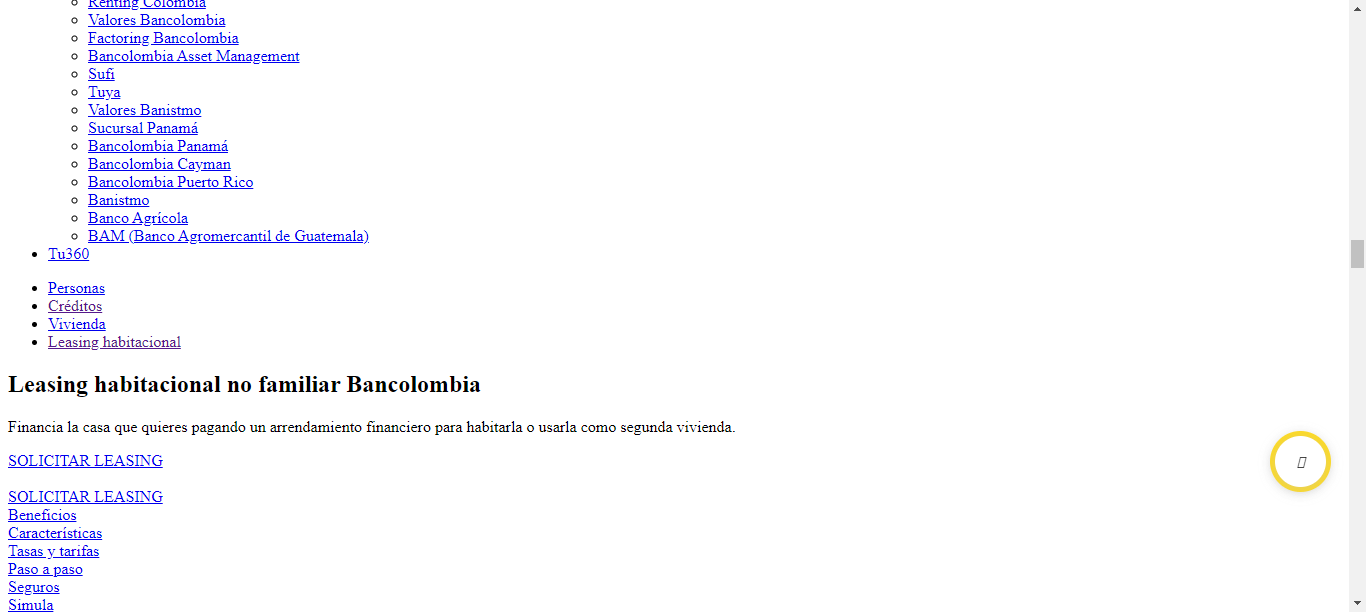 Renting Colombia
Valores Bancolombia
Factoring Bancolombia
Bancolombia Asset Management
Sufi
Tuya
Valores Banistmo
Sucursal Panamá
Bancolombia Panamá
Bancolombia Cayman
Bancolombia Puerto Rico
Banistmo
Banco Agrícola
BAM (Banco Agromercantil de Guatemala)
Tu360
Personas
Créditos
Vivienda
Leasing habitacional
Leasing habitacional no familiar Bancolombia
Financia la casa que quieres pagando un arrendamiento financiero para habitarla o usarla como segunda vivienda.
SOLICITAR LEASING
SOLICITAR LEASING
Beneficios
Características
Tasas y tarifas
Paso a paso
Seguros
Simula